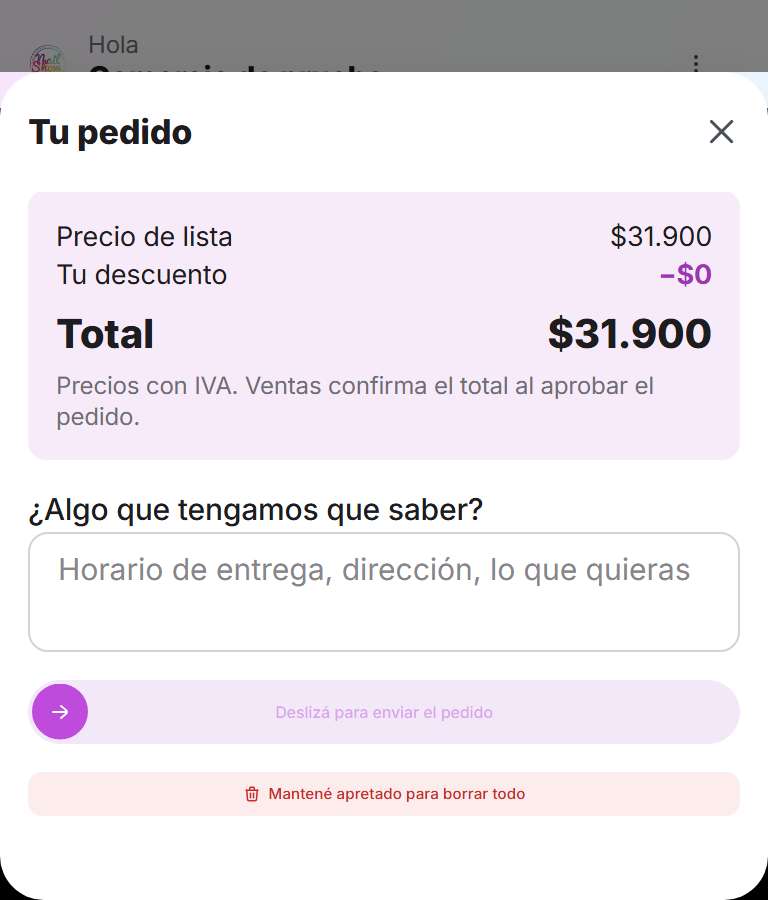 Hola
Tu pedido
Precio de lista $31.900
Tu descuento −$0
Total $31.900
Precios con IVA. Ventas confirma el total al aprobar el
pedido.
¿Algo que tengamos que saber?
Horario de entrega, dirección, lo que quieras
Deslizá para enviar el pedido
Mantené apretado para borrar todo